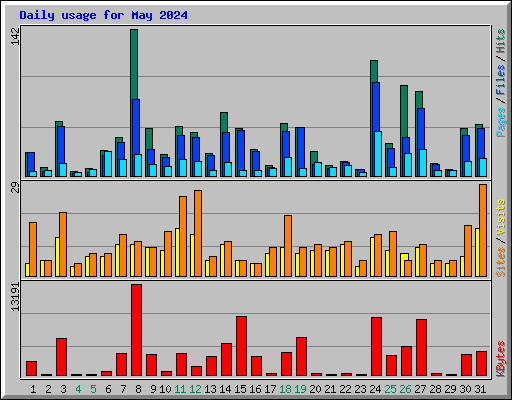 Daily usage for May 2024
142
Pages / Files / Hits
29
Sites / Visits
13191
KBytes
1 2 3 4 5 6 7 8 9 10 11 12 13 14 15 16 17 18 19 20 21 22 23 24 25 26 27 28 29 30 31